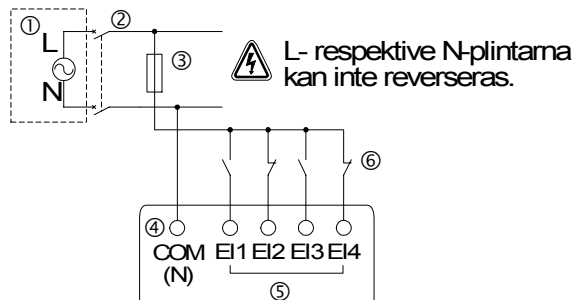 ① ②
L
③
N
L- respektive N-plintarna
kan inte reverseras.
⑥
④
COM EI1 EI2 EI3 EI4
(N)
⑤